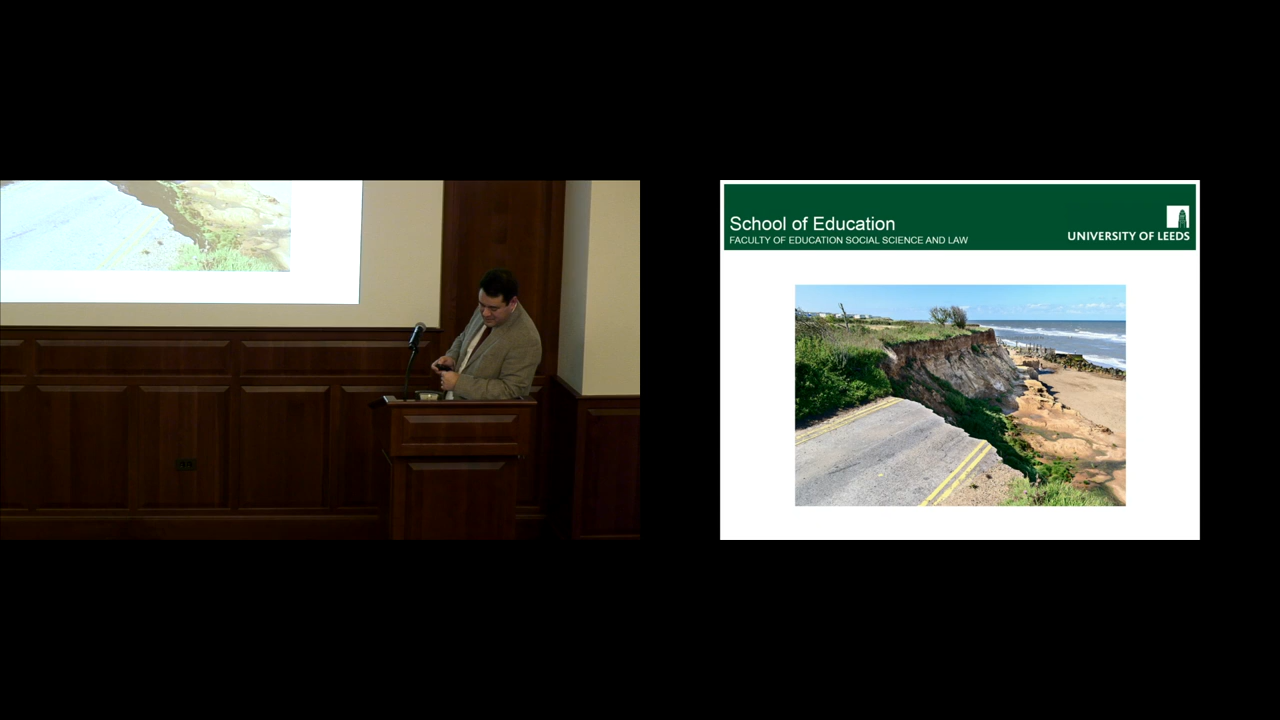 School of Education
FACULTY OF EDUCATION SOCIAL SCIENCE AND LAW
UNIVERSITY OF LEEDS